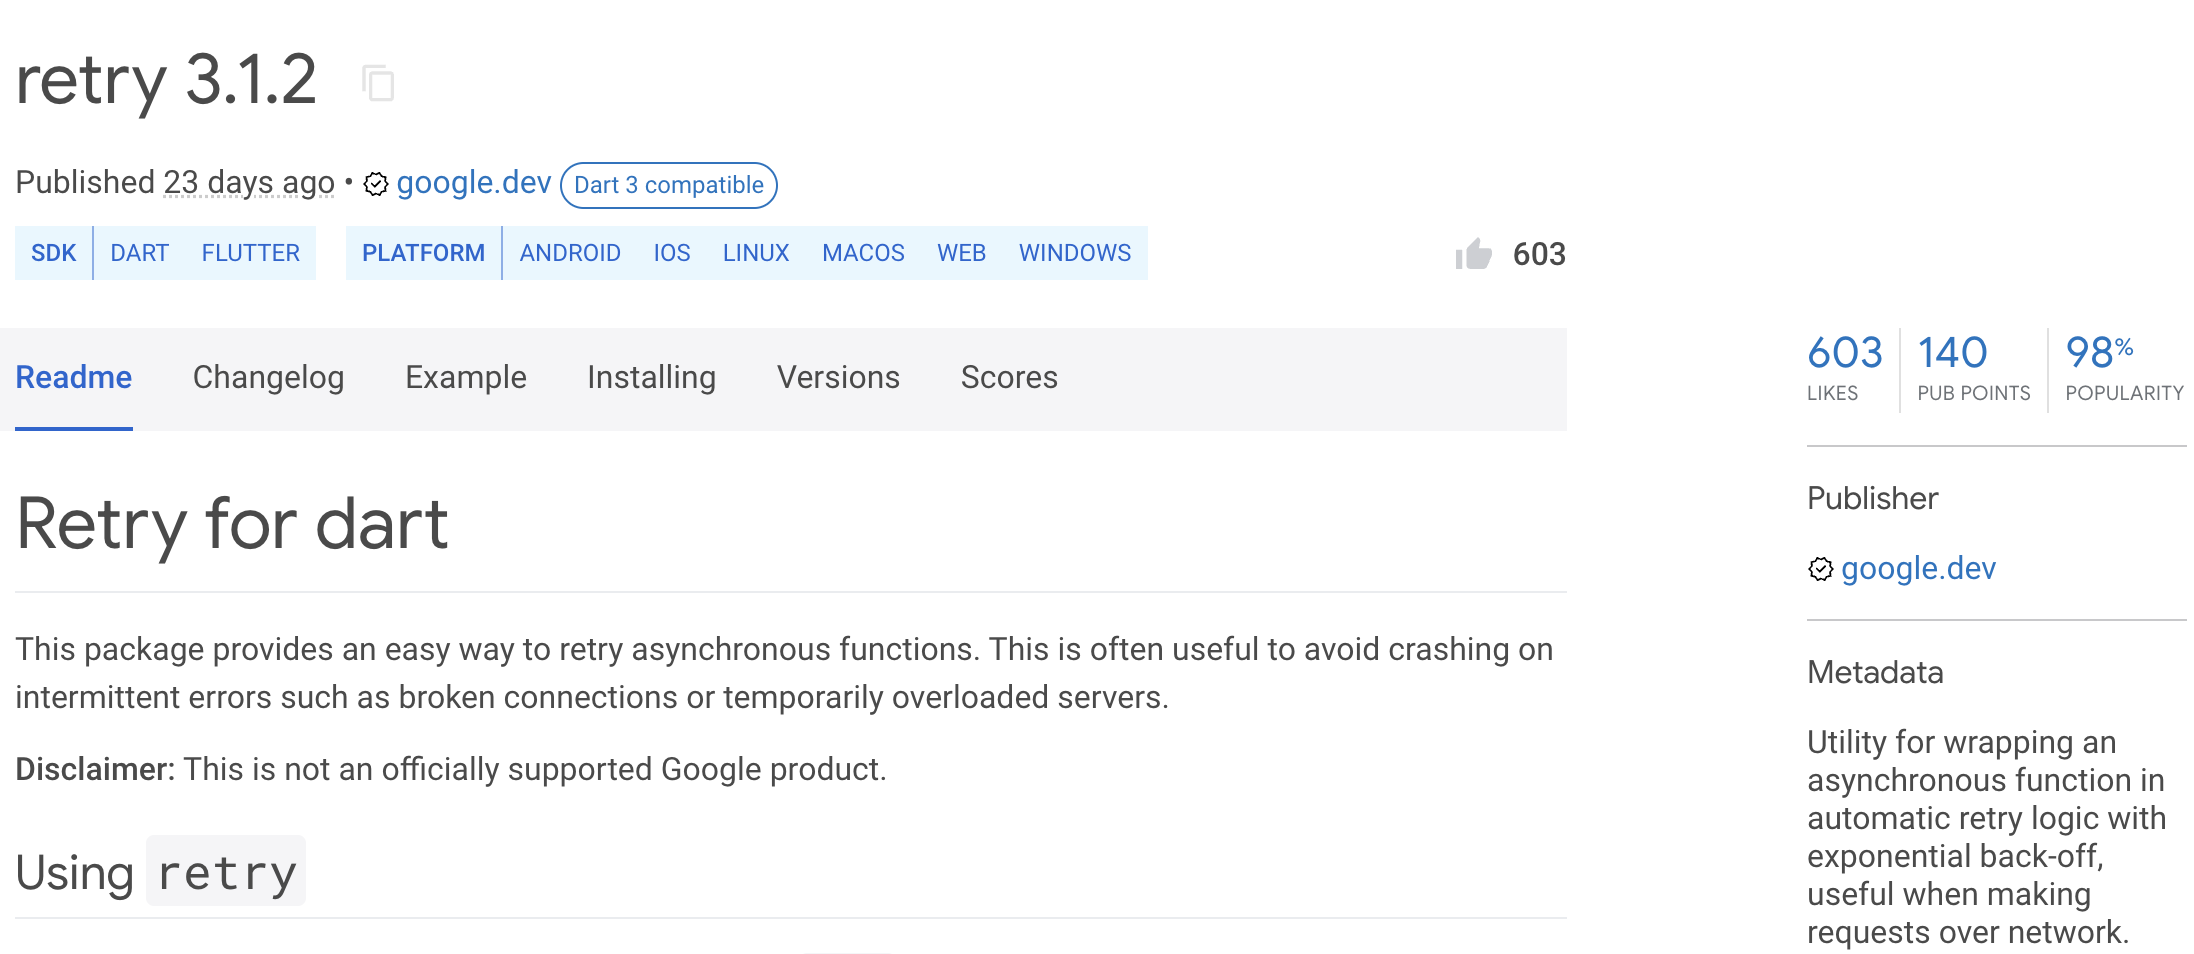 retry 3.1.2
Published 23 days ago • google.dev Dart 3 compatible
SDK DART FLUTTER PLATFORM ANDROID IOS LINUX MACOS WEB WINDOWS 603
Readme Changelog Example Installing Versions Scores
Retry for dart
This package provides an easy way to retry asynchronous functions. This is often useful to avoid crashing on
intermittent errors such as broken connections or temporarily overloaded servers.
Disclaimer: This is not an officially supported Google product.
Using retry
603 140 98%
LIKES PUB POINTS POPULARITY
Publisher
google.dev
Metadata
Utility for wrapping an
asynchronous function in
automatic retry logic with
exponential back-off,
useful when making
requests over network.